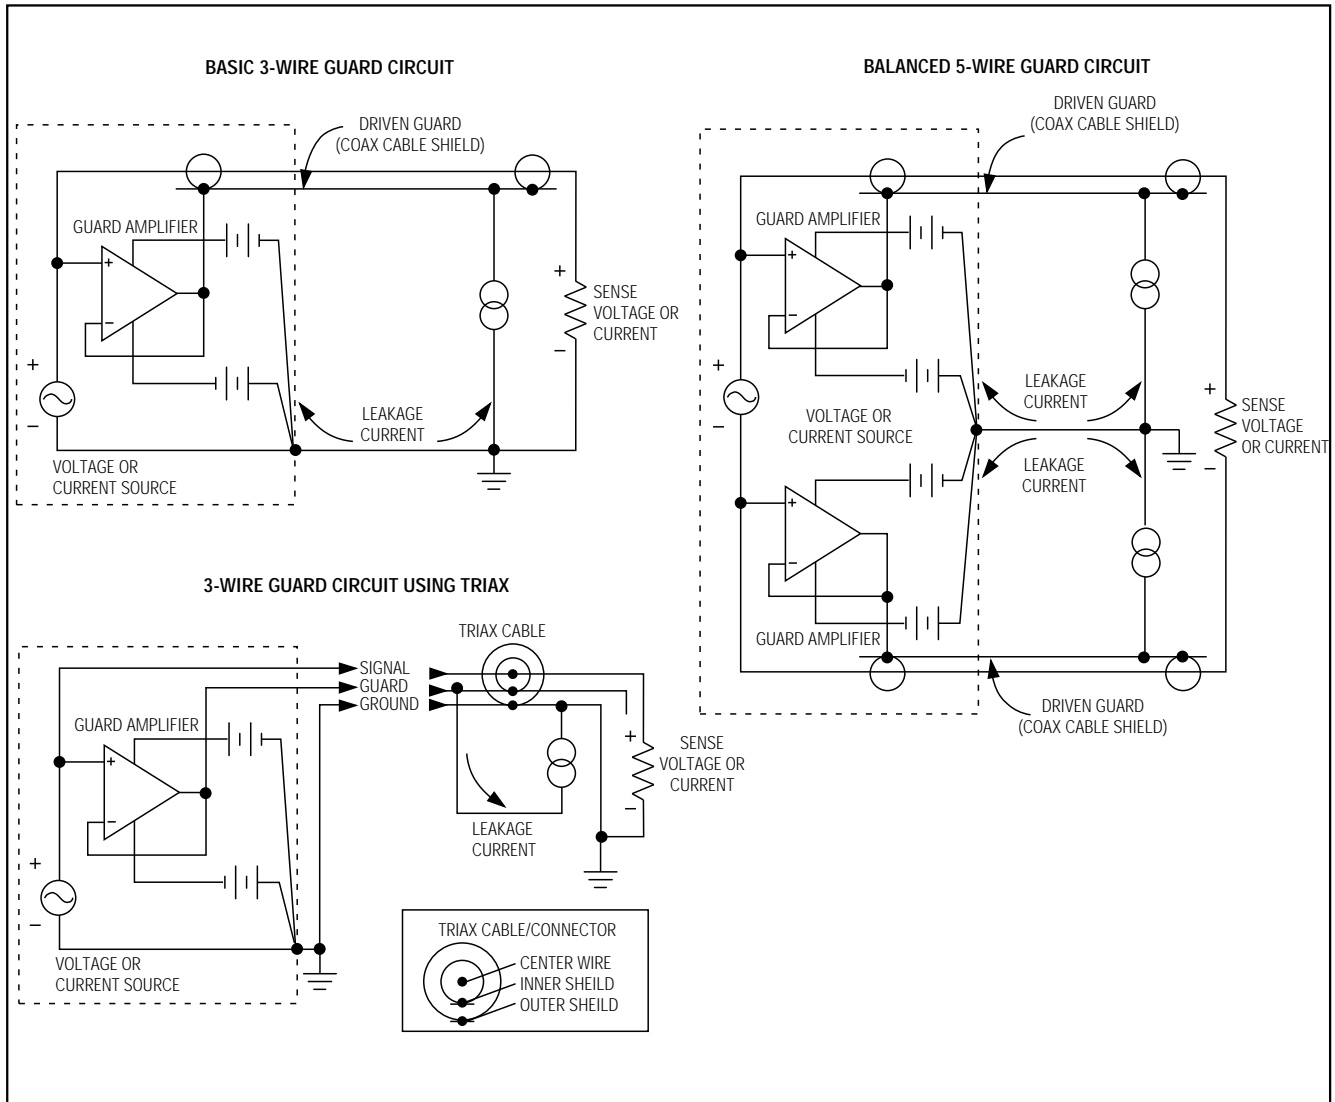 BASIC 3-WIRE GUARD CIRCUIT
DRIVEN GUARD
(COAX CABLE SHIELD)
GUARD AMPLIFIER
+
−
+
−
+
SENSE
VOLTAGE OR
CURRENT
−
LEAKAGE
CURRENT
VOLTAGE OR
CURRENT SOURCE
BALANCED 5-WIRE GUARD CIRCUIT
DRIVEN GUARD
(COAX CABLE SHIELD)
GUARD AMPLIFIER
+
−
+
−
LEAKAGE
CURRENT
VOLTAGE OR
CURRENT SOURCE
+
SENSE
VOLTAGE
OR CURRENT
−
LEAKAGE
CURRENT
+
−
GUARD AMPLIFIER
DRIVEN GUARD
(COAX CABLE SHIELD)
3-WIRE GUARD CIRCUIT USING TRIAX
TRIAX CABLE
SIGNAL
GUARD
GROUND
GUARD AMPLIFIER
+
−
+
−
+
SENSE
VOLTAGE OR
CURRENT
−
LEAKAGE
CURRENT
VOLTAGE OR
CURRENT SOURCE
TRIAX CABLE/CONNECTOR
CENTER WIRE
INNER SHEILD
OUTER SHEILD